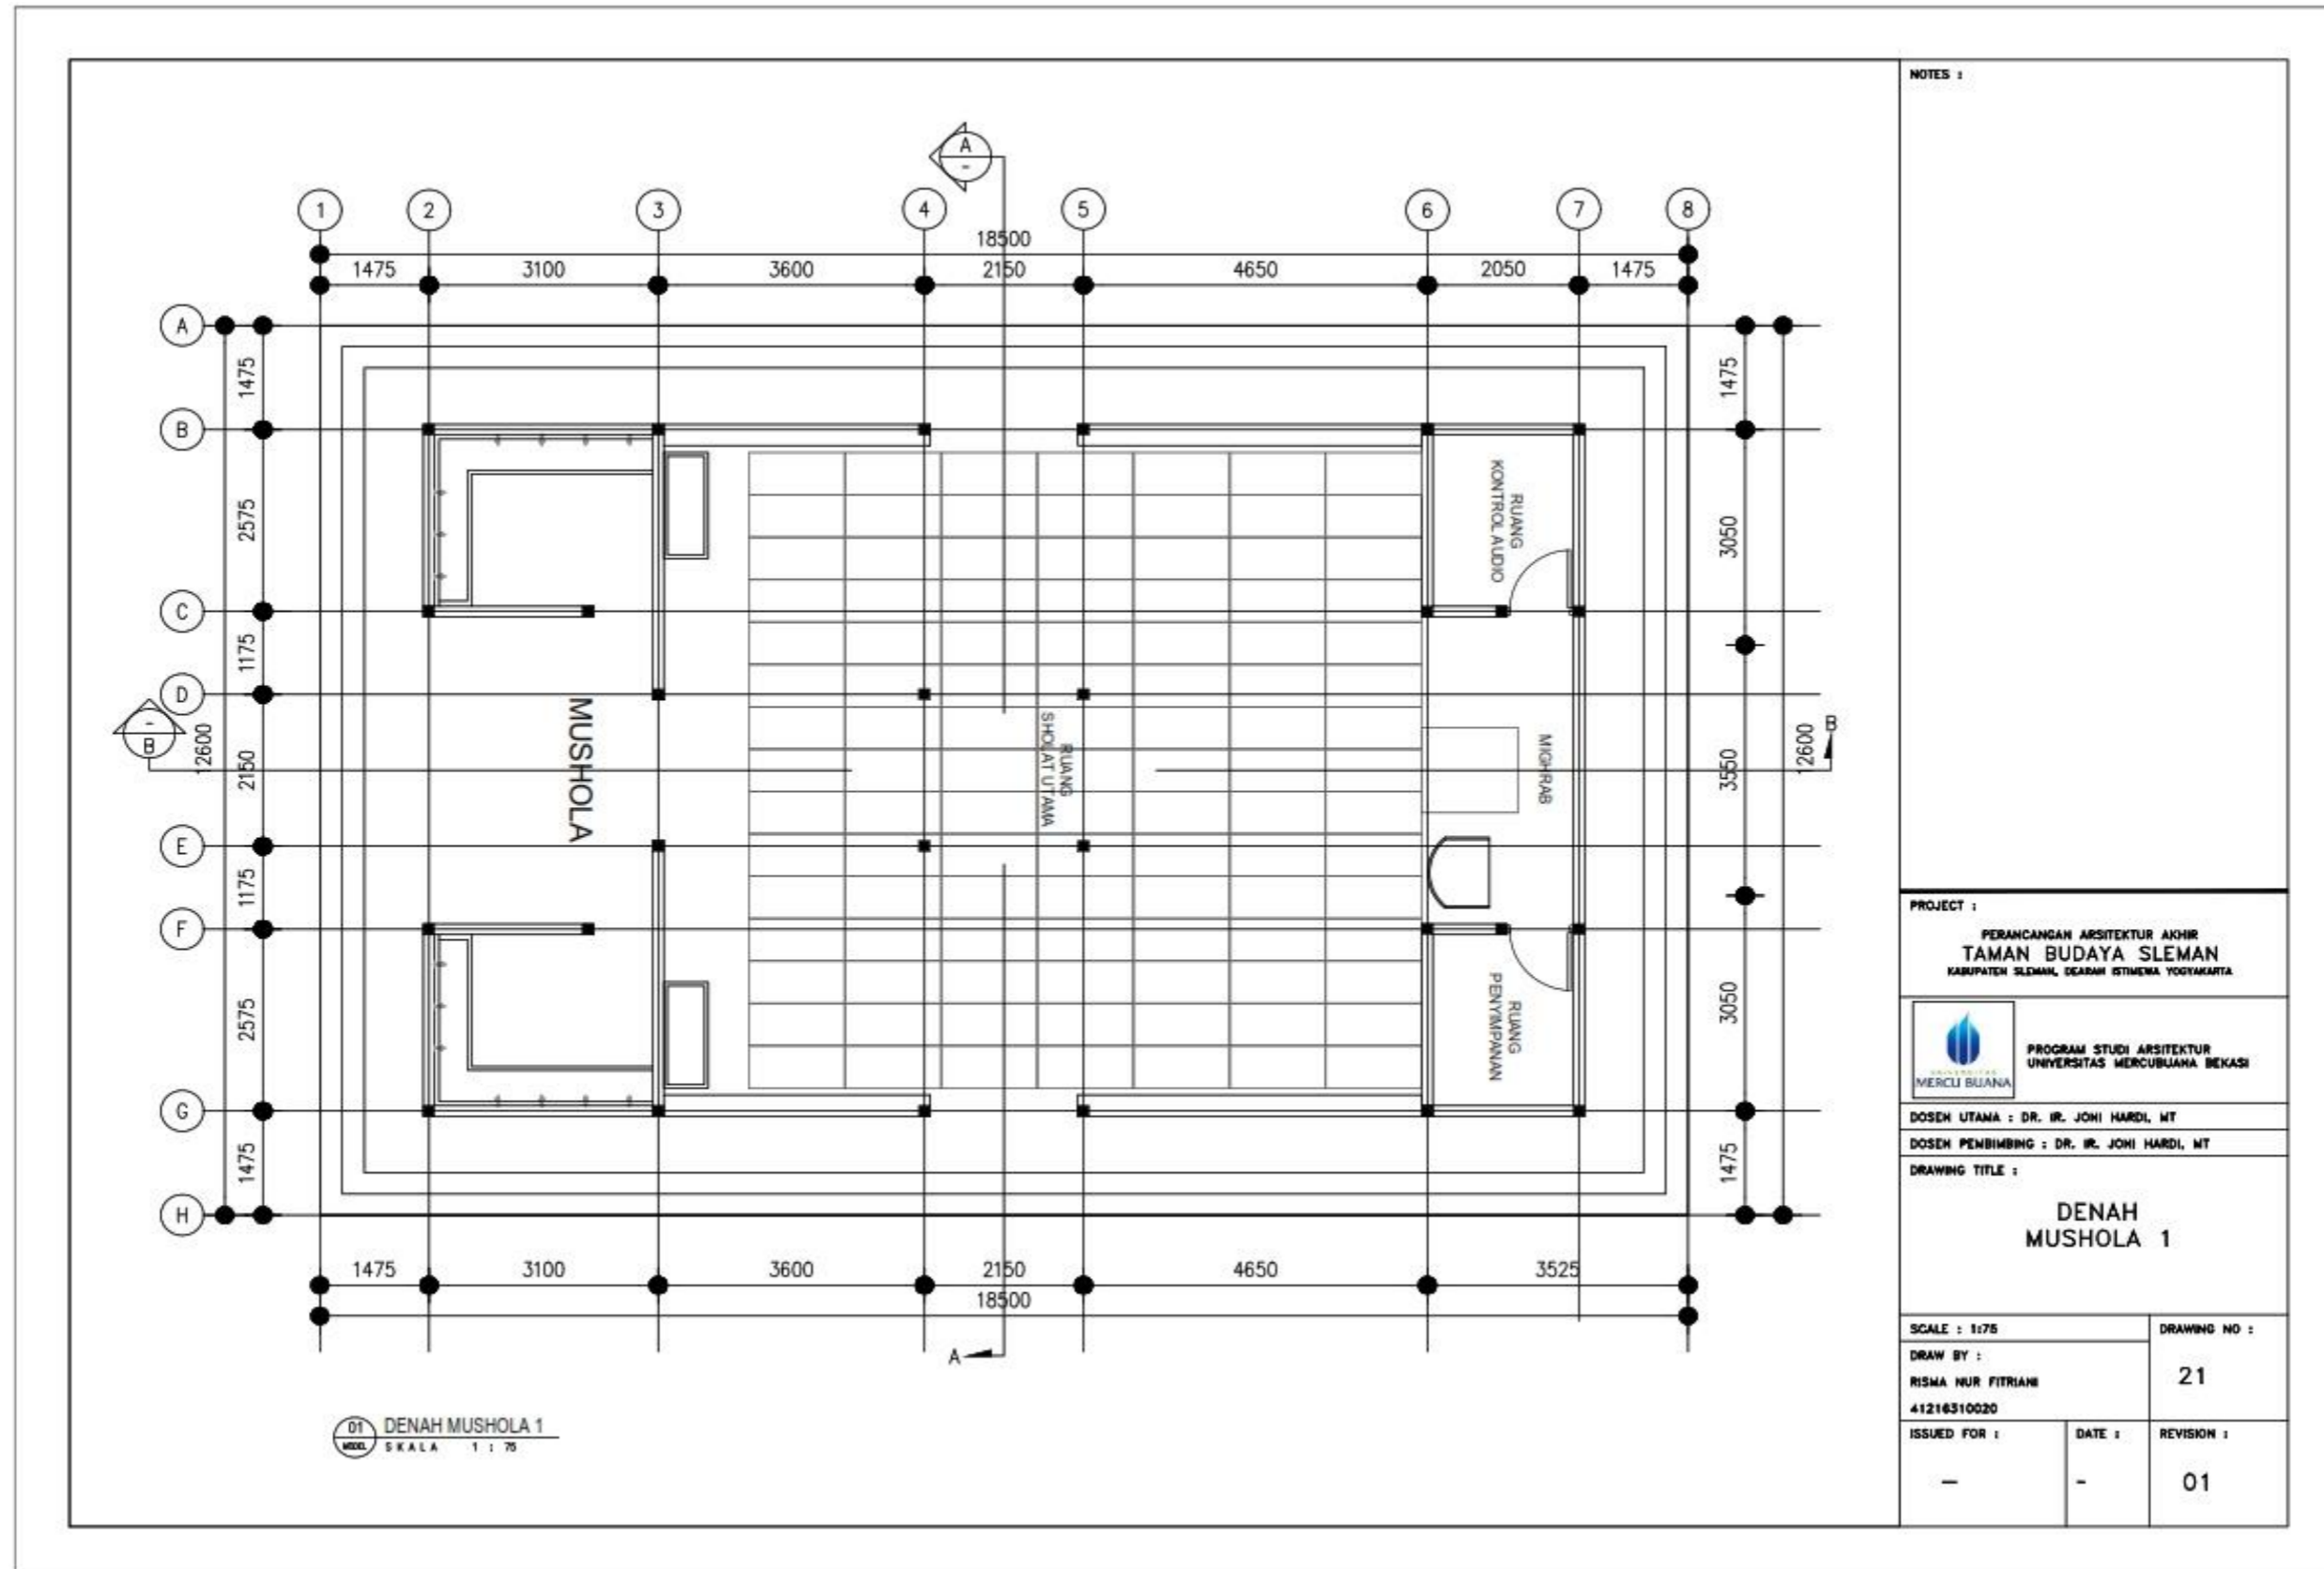 NOTES :
A
-
1
2
3
4
5
6
7
8
18500
1475
3100
3600
2150
4650
2050
1475
A
B
C
D
E
F
G
H
1475
2575
1175
2150
1175
2575
1475
12600
-
B
1475
3050
3550
3050
1475
12600
B
RUANG
KONTROL AUDIO
MUSHOLA
RUANG
SHOLAT UTAMA
MIGHRAB
RUANG
PENYIMPANAN
1475
3100
3600
2150
4650
3525
18500
A
01
MODEL
DENAH MUSHOLA 1
SKALA 1 : 75
PROJECT :
PERANCANGAN ARSITEKTUR AKHIR
TAMAN BUDAYA SLEMAN
KABUPATEN SLEMAN, DEARAH ISTIMEWA YOGYAKARTA
UNIVERSITAS
MERCU BUANA
PROGRAM STUDI ARSITEKTUR
UNIVERSITAS MERCUBUANA BEKASI
DOSEN UTAMA : DR. IR. JONI HARDI, MT
DOSEN PEMBIMBING : DR. IR. JONI HARDI, MT
DRAWING TITLE :
DENAH
MUSHOLA 1
SCALE : 1:75
DRAWING NO :
21
DRAW BY :
RISMA NUR FITRIANI
41216310020
ISSUED FOR :
–
DATE :
-
REVISION :
01